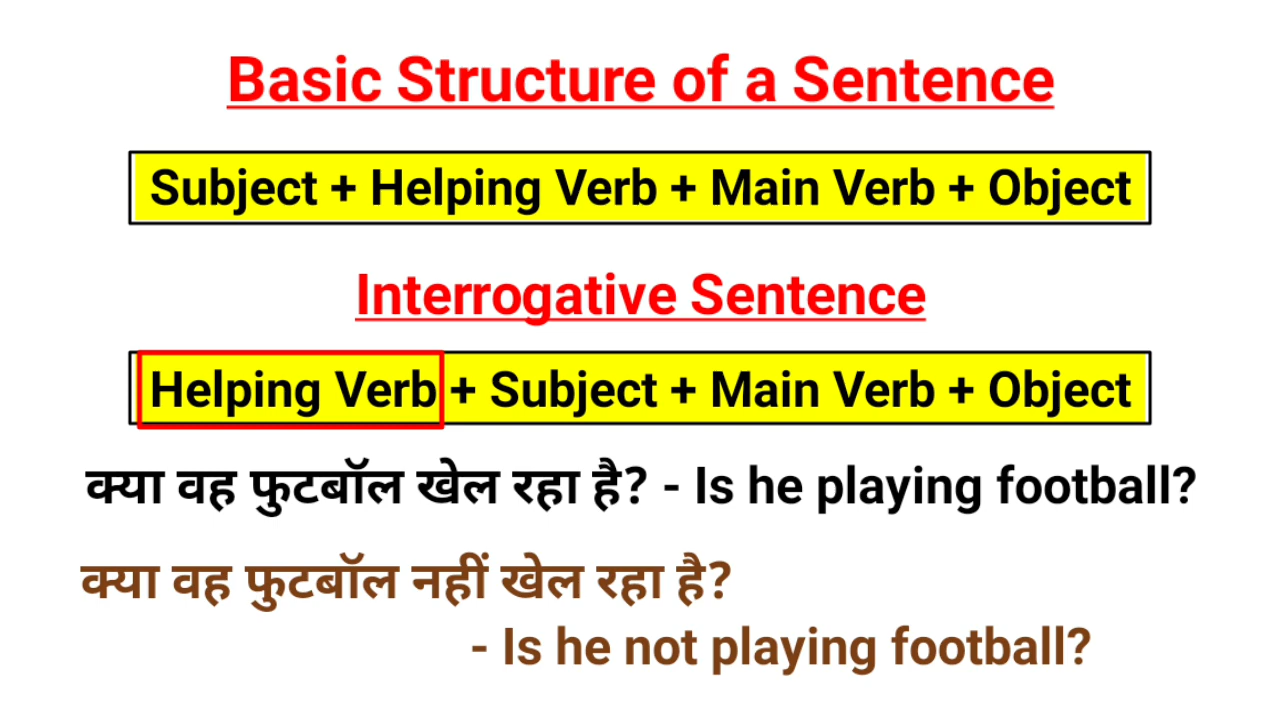 Basic Structure of a Sentence
Subject + Helping Verb + Main Verb + Object
Interrogative Sentence
Helping Verb + Subject + Main Verb + Object
क्या वह फुटबॉल खेल रहा है? - Is he playing football?
क्या वह फुटबॉल नहीं खेल रहा है?
- Is he not playing football?